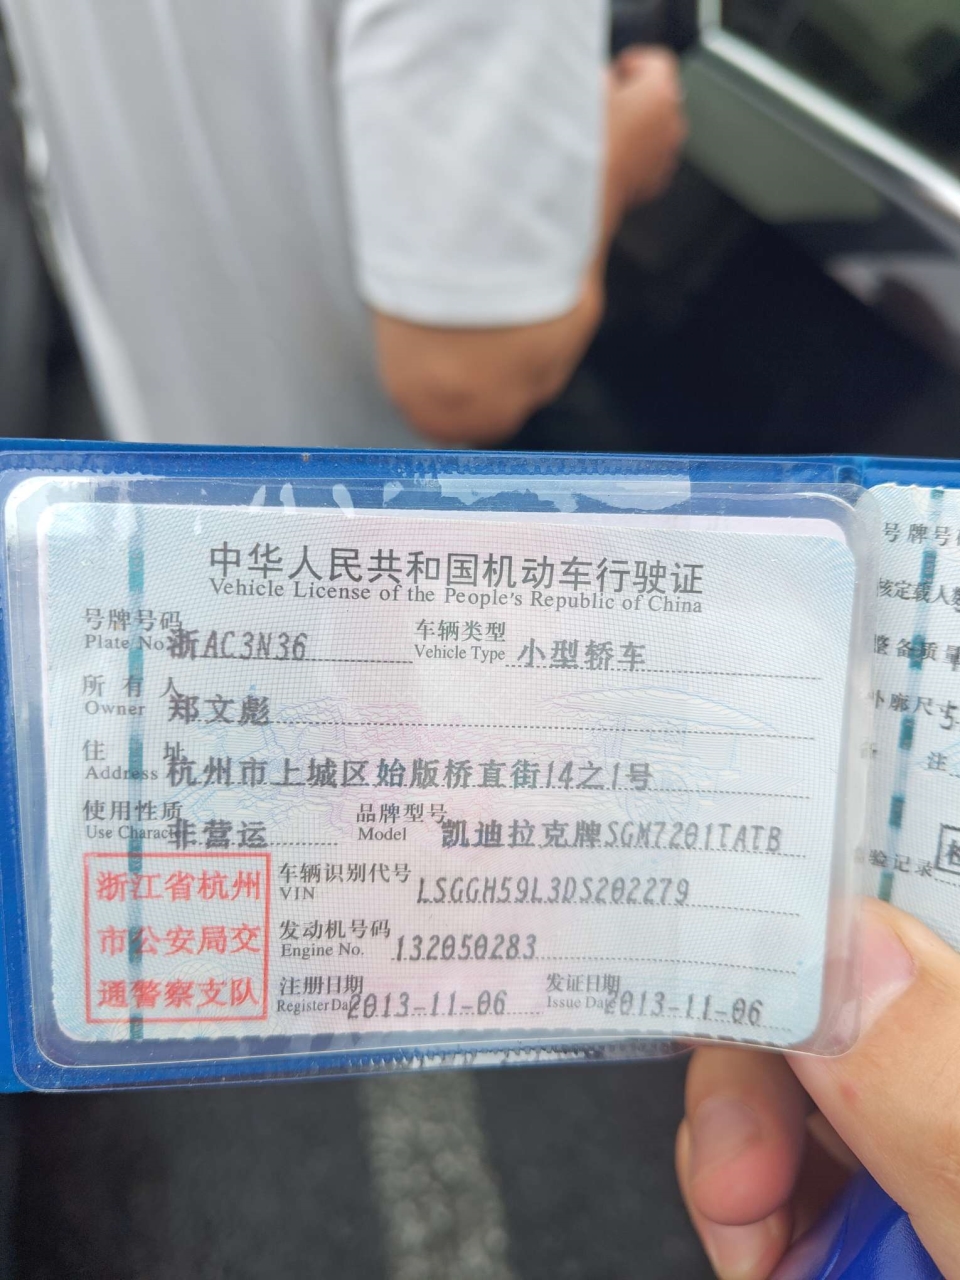 中华人民共和国机动车行驶证
Vehicle License of the People's Republic of China
号牌号码 浙AC3N36 车辆类型 小型轿车
Plate No. Vehicle Type
所有人 郑文彪
Owner
住址 杭州市上城区始版桥直街14之1号
Address
使用性质 非营运 品牌型号 凯迪拉克牌SGM7201TATB
Use Character Model
浙江省杭州
市公安局交
通警察支队
车辆识别代号 LSGGH59L3DS202279
VIN
发动机号码 132050283
Engine No.
注册日期 2013-11-06 发证日期 2013-11-06
Register Date Issue Date
号牌号码
核定载人数
整备质量
外廓尺寸 5
备注
检验记录 检